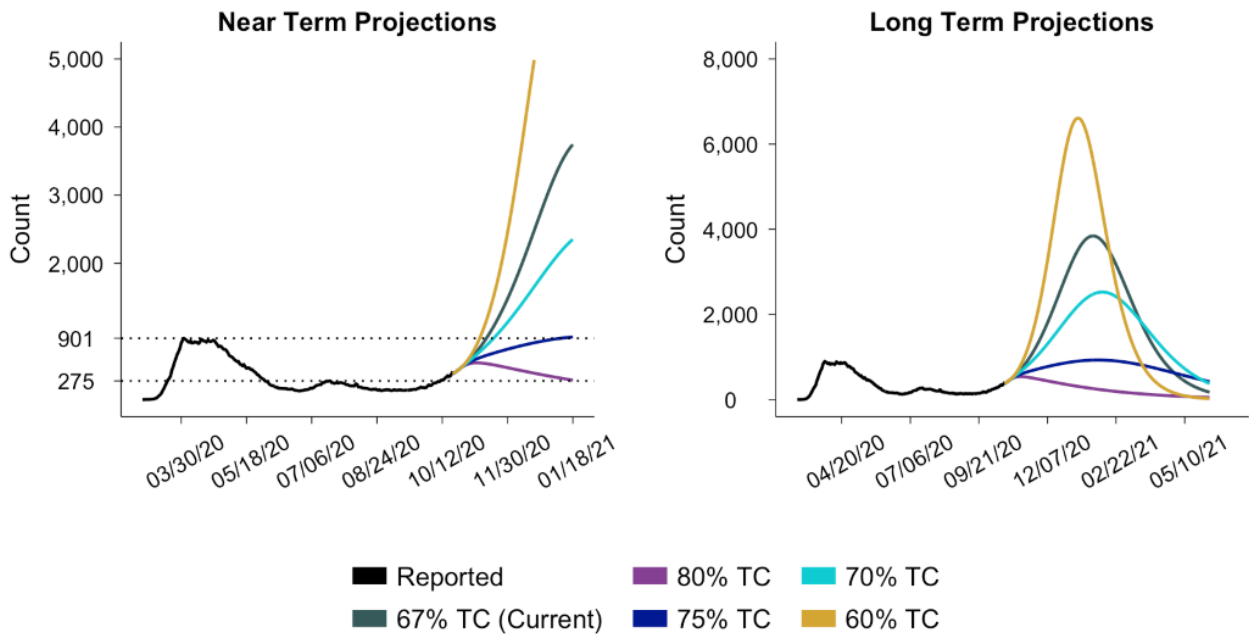 Near Term Projections
Count
5,000
4,000
3,000
2,000
901
275
03/30/20
05/18/20
07/06/20
08/24/20
10/12/20
11/30/20
01/18/21
Long Term Projections
Count
8,000
6,000
4,000
2,000
0
04/20/20
07/06/20
09/21/20
12/07/20
02/22/21
05/10/21
Reported
80% TC
70% TC
67% TC (Current)
75% TC
60% TC